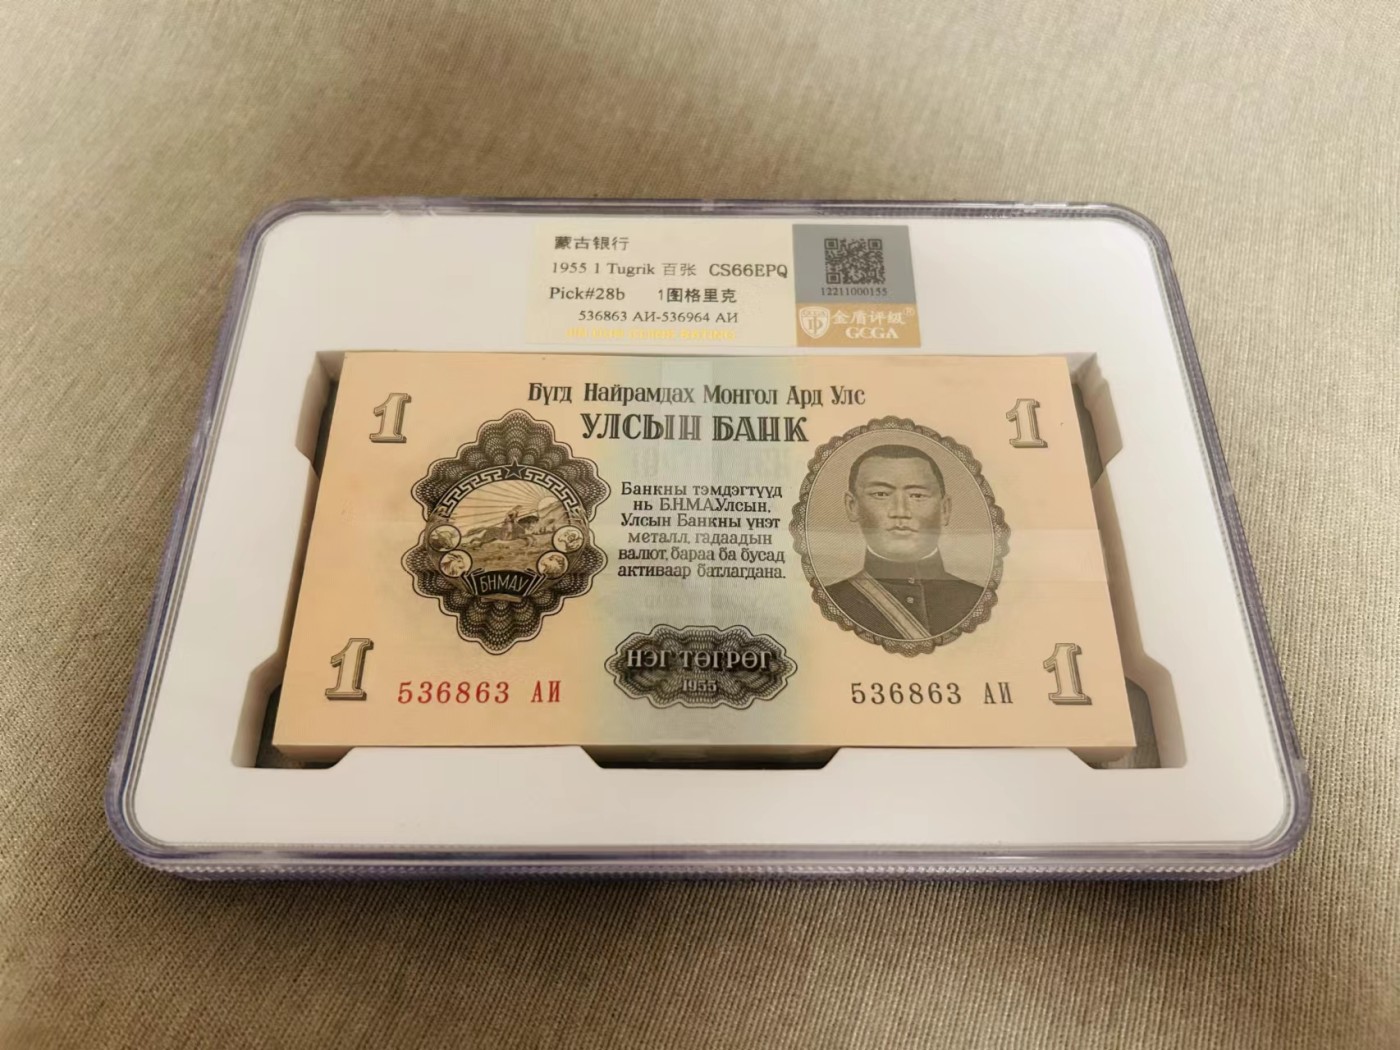 蒙古银行
1955 1 Tugrik 百张 CS66EPQ
Pick#28b 1图格里克
536863 АИ-536964 АИ
12211000155
金盾评级
GCGA
1
1
Бүгд Найрамдах Монгол Ард Улс
УЛСЫН БАНК
Банкны тэмдэгтүүд
нь Б.Н.М.А.Улсын,
Улсын Банкны үнэт
металл, гадаадын
валют, бараа ба бусад
активаар батлагдана.
БНМАУ
НЭГ ТӨГРӨГ
1955
1
1
536863 АИ
536863 АИ